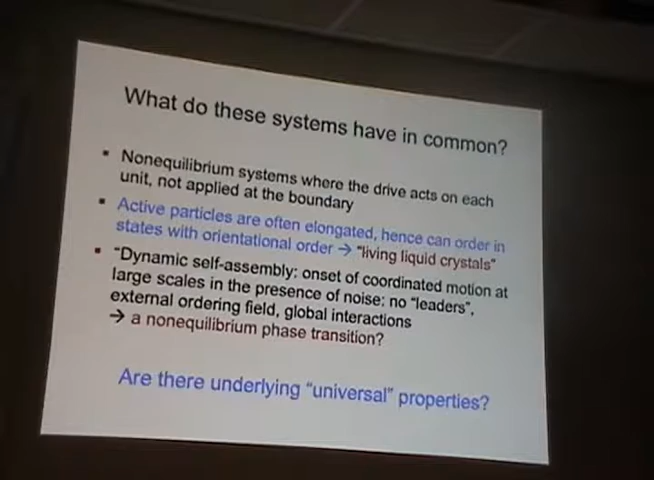 What do these systems have in common?
▪ Nonequilibrium systems where the drive acts on each
unit, not applied at the boundary
▪ Active particles are often elongated, hence can order in
states with orientational order → "living liquid crystals"
▪ "Dynamic self-assembly: onset of coordinated motion at
large scales in the presence of noise: no "leaders",
external ordering field, global interactions
→ a nonequilibrium phase transition?
Are there underlying "universal" properties?